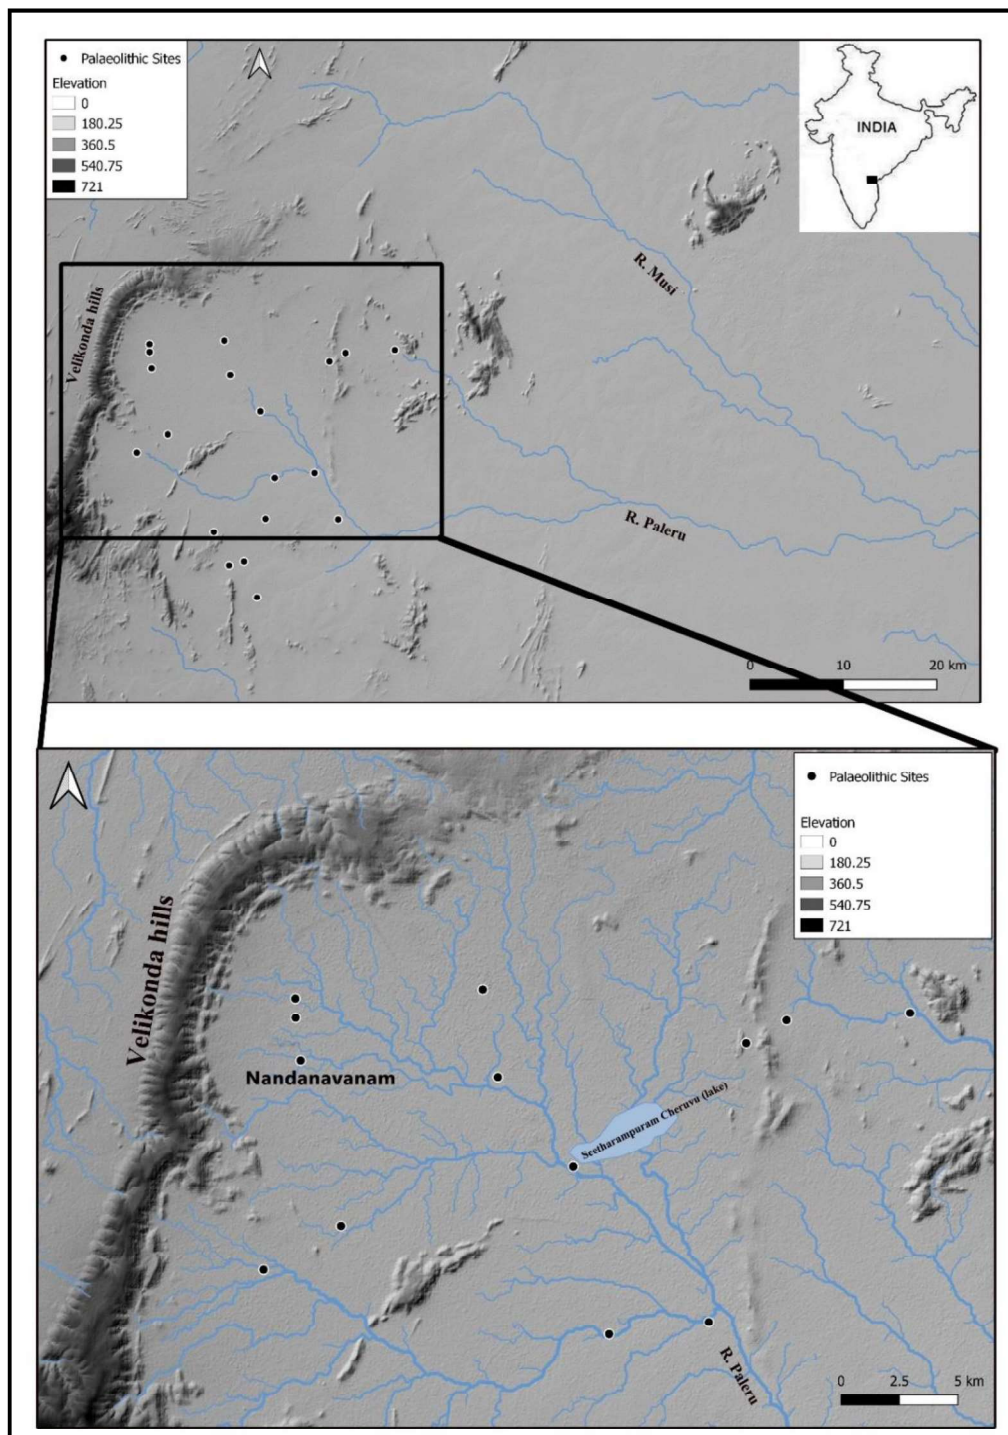 Palaeolithic Sites
Elevation
0
180.25
360.5
540.75
721
INDIA
R. Musi
Velikonda hills
R. Paleru
0 10 20 km
Palaeolithic Sites
Elevation
0
180.25
360.5
540.75
721
Velikonda hills
Nandanavanam
Seetharampuram Cheruvu (lake)
R. Paleru
0 2.5 5 km